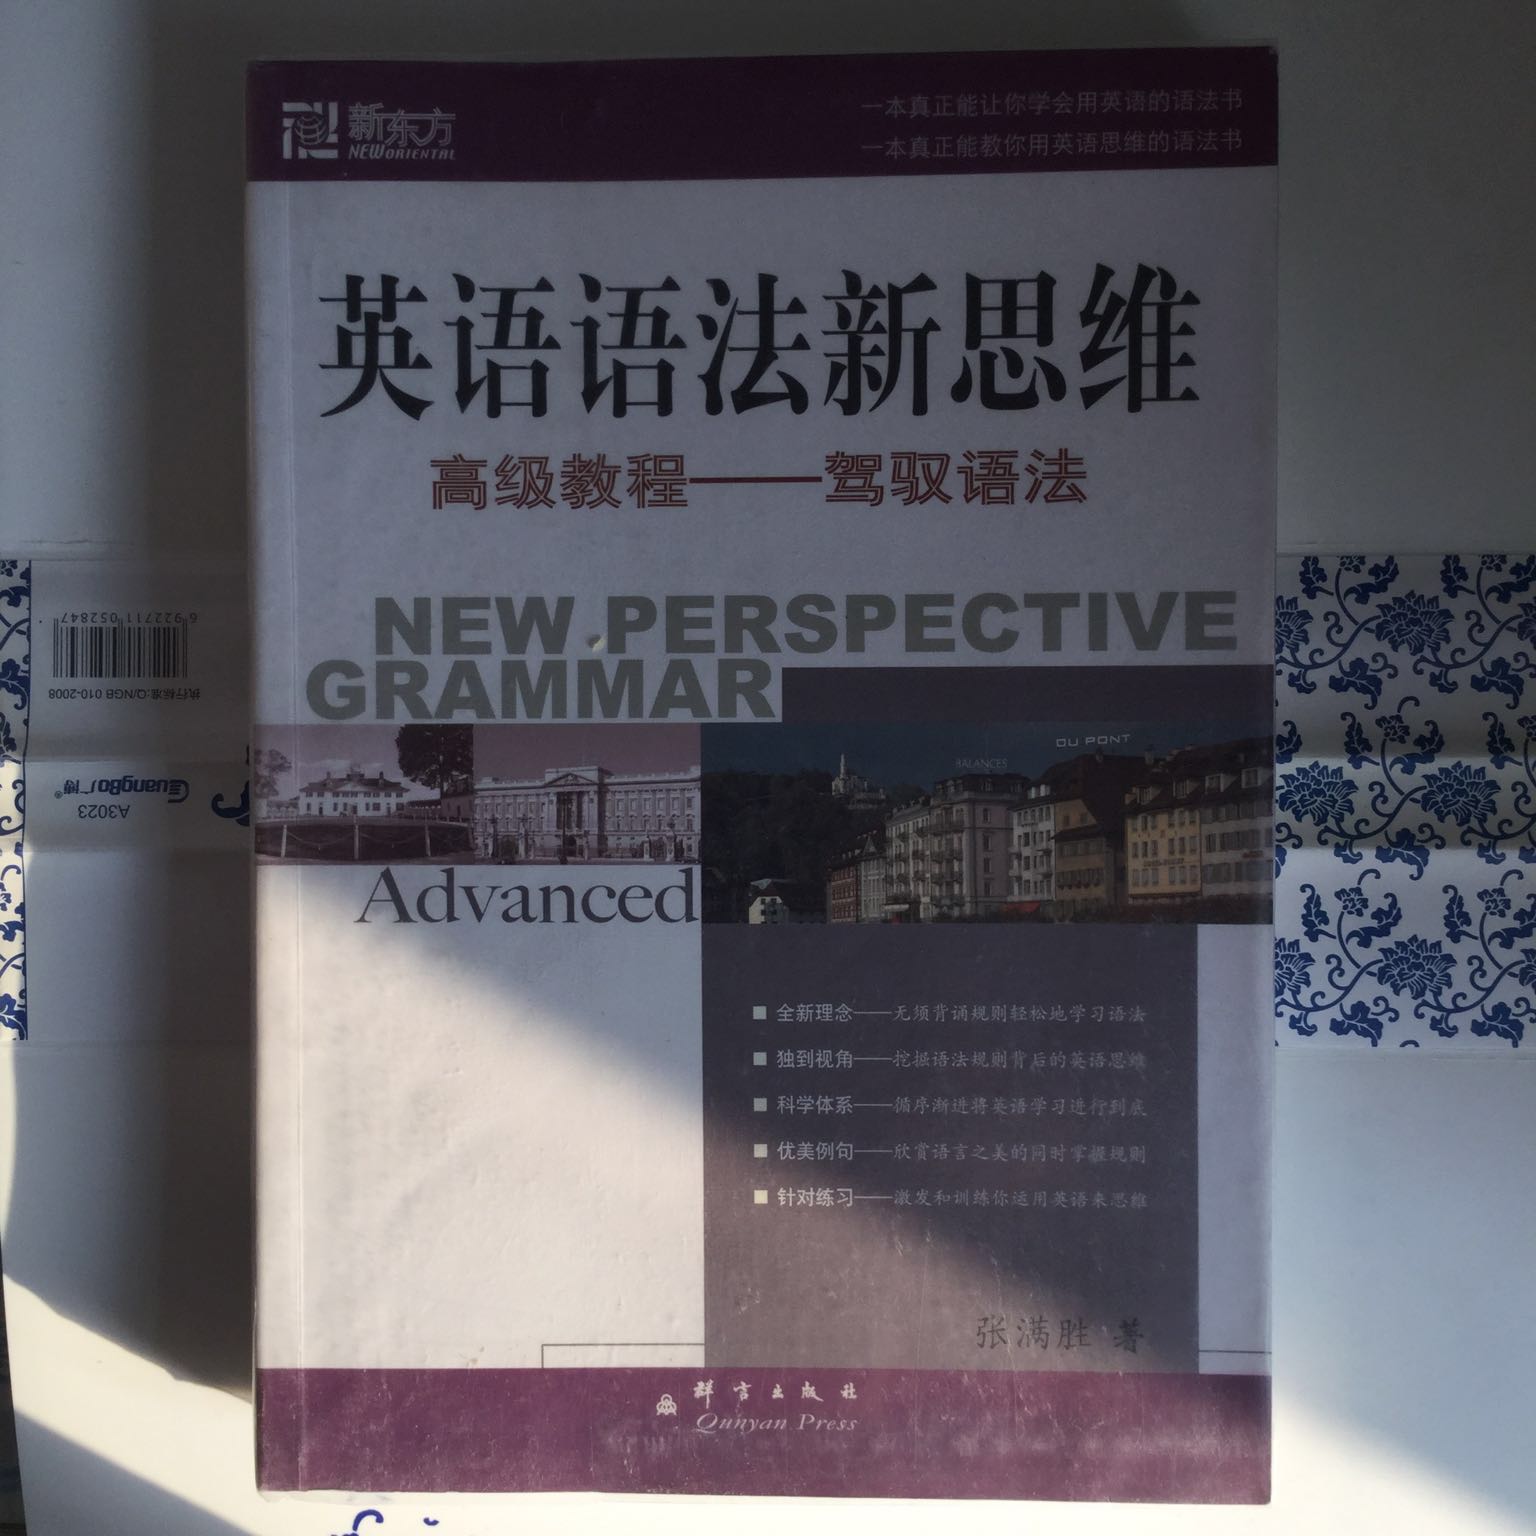 新东方
NEW ORIENTAL
一本真正能让你学会用英语的语法书
一本真正能教你用英语思维的语法书
英语语法新思维
高级教程——驾驭语法
NEW PERSPECTIVE
GRAMMAR
BALANCES
DU PONT
Advanced
■ 全新理念——无须背诵规则轻松地学习语法
■ 独到视角——挖掘语法规则背后的英语思维
■ 科学体系——循序渐进将英语学习进行到底
■ 优美例句——欣赏语言之美的同时掌握规则
■ 针对练习——激发和训练你运用英语来思维
张满胜 著
群言出版社
Qunyan Press
A3023
GuangBo广博®
执行标准:Q/NGB 010-2008
6 922711 052847